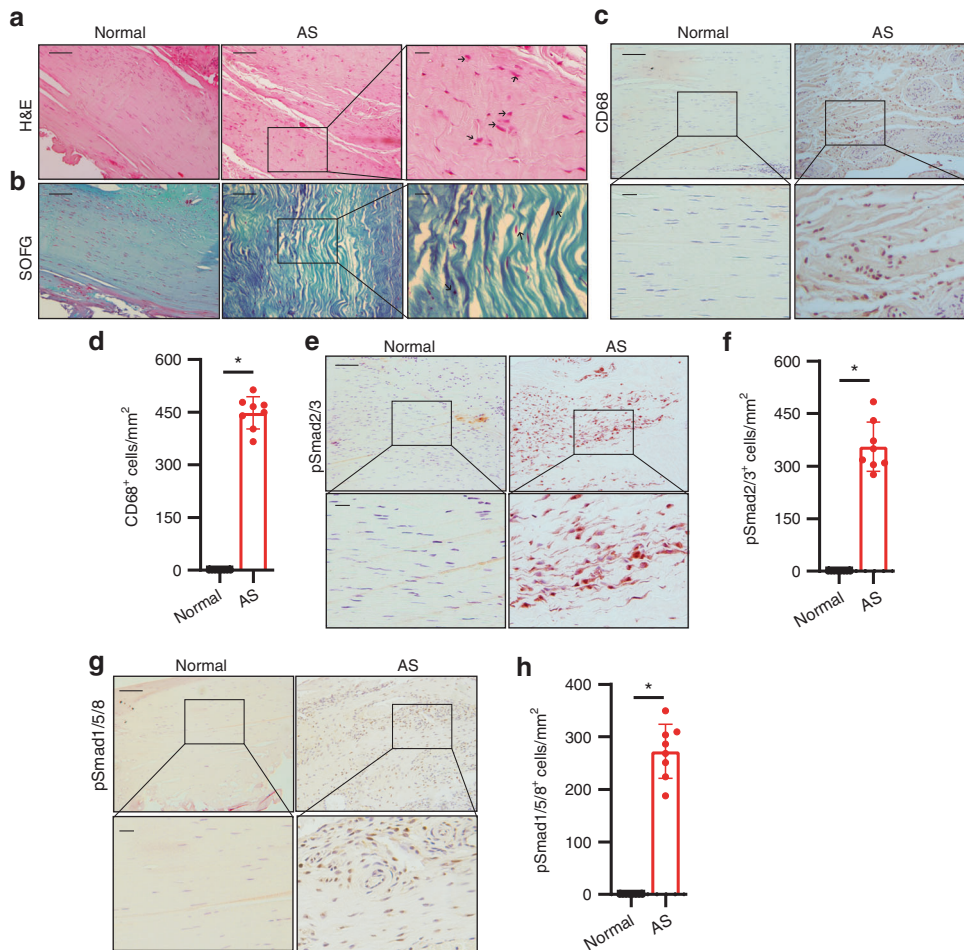 a
Normal
AS
H&E
b
SOFG
c
Normal
AS
CD68
d
600
450
300
150
0
CD68+ cells/mm²
*
Normal
AS
e
Normal
AS
pSmad2/3
f
600
450
300
150
0
pSmad2/3+ cells/mm²
*
Normal
AS
g
Normal
AS
pSmad1/5/8
h
400
300
200
100
0
pSmad1/5/8+ cells/mm²
*
Normal
AS